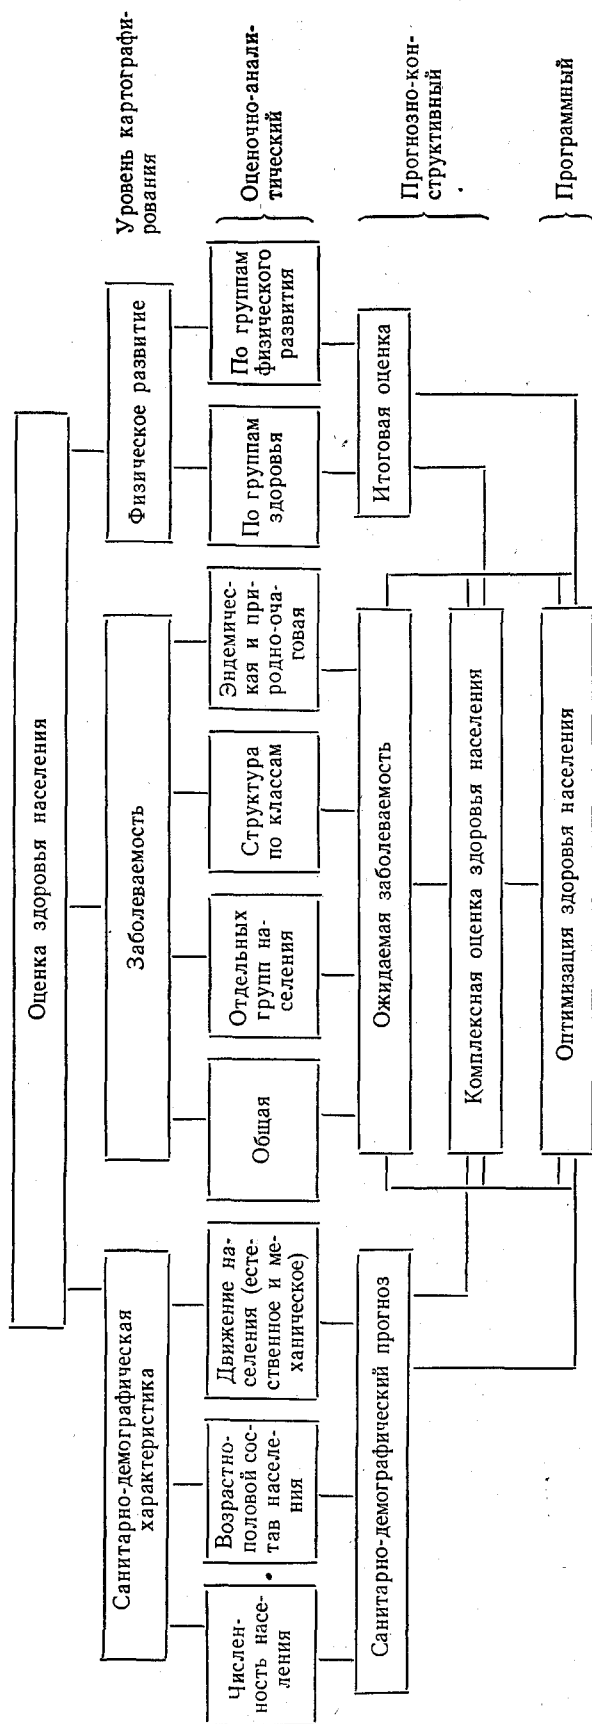 Оценка здоровья населения
Уровень картографи-
рования
Санитарно-демографическая
характеристика
Заболеваемость
Физическое развитие
Числен-
ность насе-
ления
Возрастно-
половой сос-
тав населе-
ния
Движение на-
селения (есте-
ственное и ме-
ханическое)
Общая
Отдельных
групп на-
селения
Структура
по классам
Эндемичес-
кая и при-
родно-оча-
говая
По группам
здоровья
По группам
физического
развития
Оценочно-анали-
тический
Санитарно-демографический прогноз
Ожидаемая заболеваемость
Итоговая оценка
Прогнозно-кон-
структивный
Комплексная оценка здоровья населения
Оптимизация здоровья населения
Программный